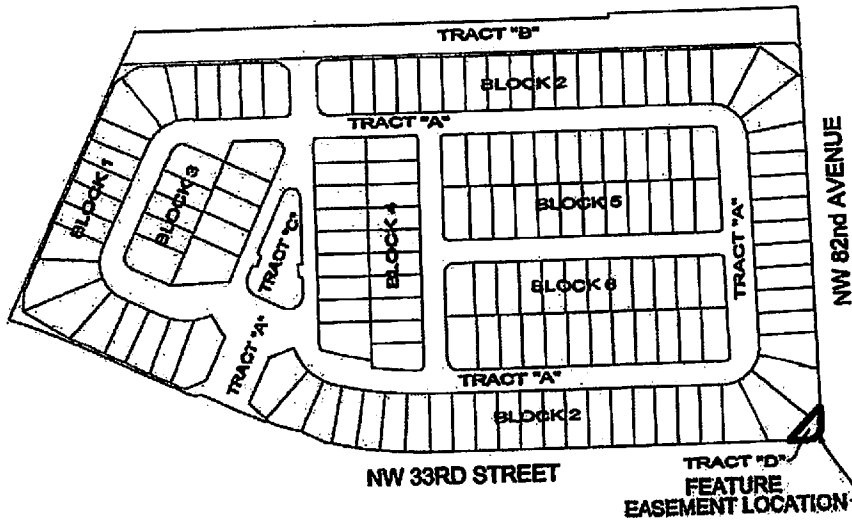 TRACT "B"
BLOCK 2
TRACT "A"
BLOCK 1
BLOCK 3
TRACT "C"
BLOCK 4
BLOCK 5
TRACT "A"
NW 82nd AVENUE
BLOCK 6
TRACT "A"
TRACT "A"
BLOCK 2
NW 33RD STREET
TRACT "D"
FEATURE
EASEMENT LOCATION